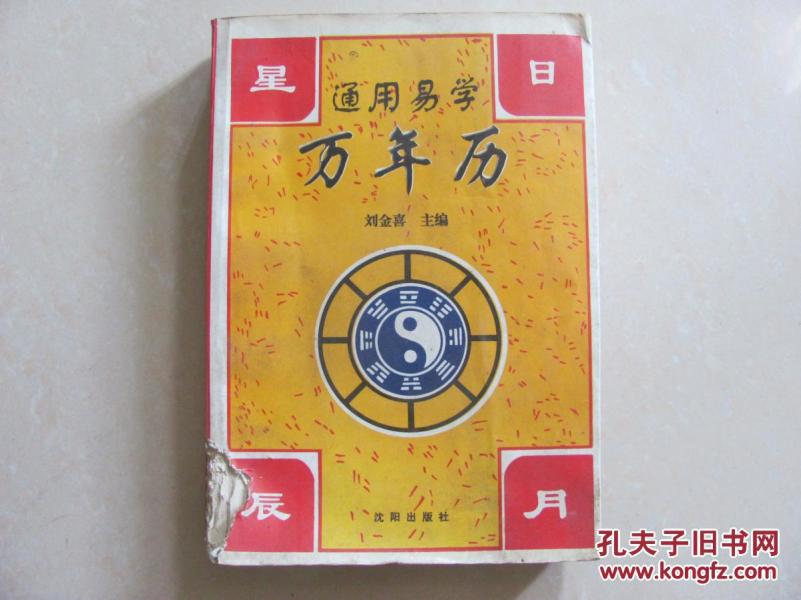 星
日
通用易学
万年历
刘金喜 主编
辰
月
沈阳出版社
孔夫子旧书网
www.kongfz.com